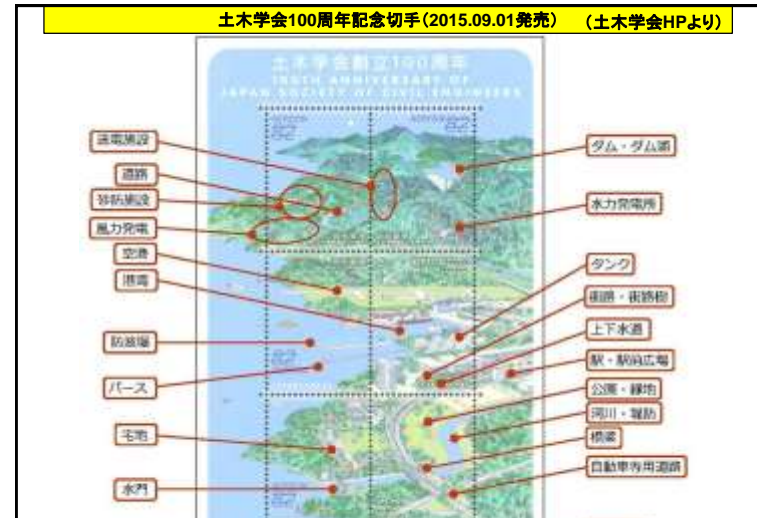 土木学会100周年記念切手（2015.09.01発売） （土木学会HPより）
土木学会創立100周年
100TH ANNIVERSARY OF
JAPAN SOCIETY OF CIVIL ENGINEERS
82
82
送電施設
道路
砂防施設
風力発電
空港
ダム・ダム湖
水力発電所
タンク
街路・街路樹
上下水道
駅・駅前広場
防波堤
82
バース
公園・緑地
河川・堤防
橋梁
自動車専用道路
宅地
水門
82